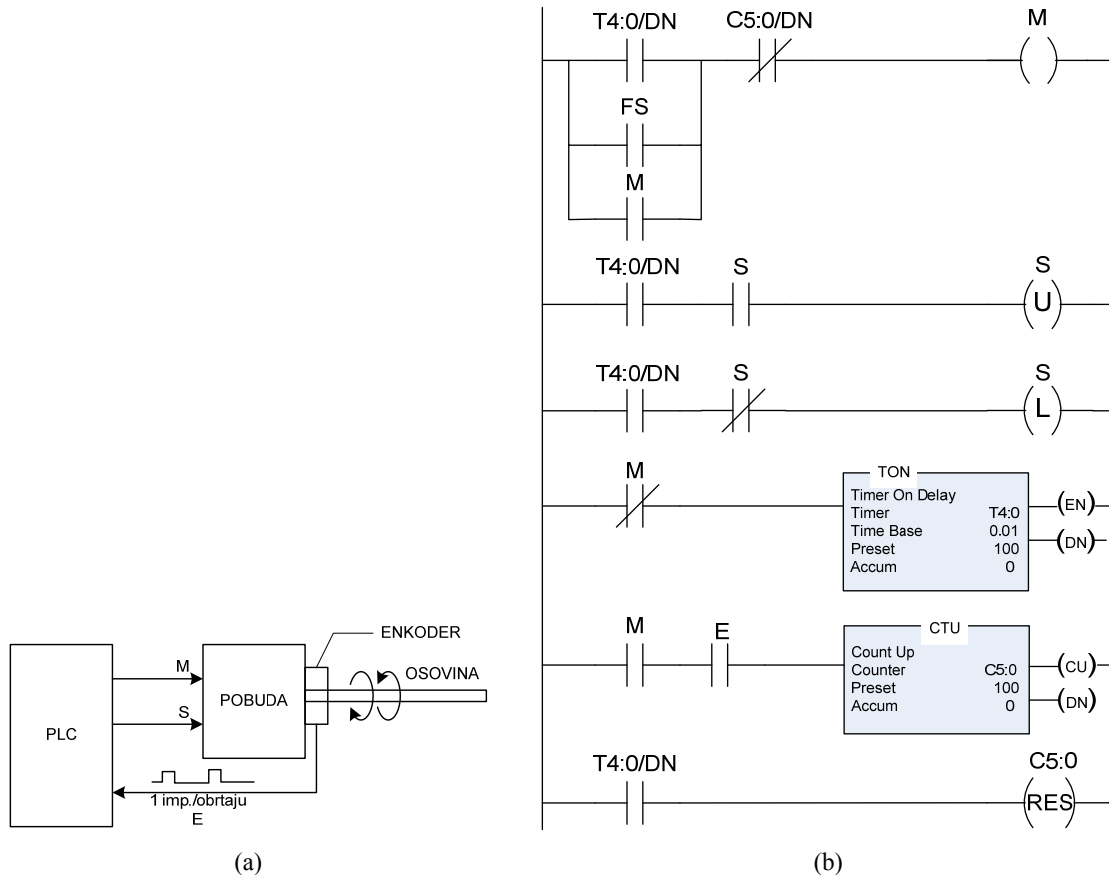 M
S
PLC
POBUDA
ENKODER
OSOVINA
1 imp./obrtaju
E
(a)
T4:0/DN C5:0/DN M
FS
M
T4:0/DN S S
U
T4:0/DN S S
L
M
TON
Timer On Delay
Timer T4:0
Time Base 0.01
Preset 100
Accum 0
EN
DN
M E
CTU
Count Up
Counter C5:0
Preset 100
Accum 0
CU
DN
T4:0/DN C5:0
RES
(b)